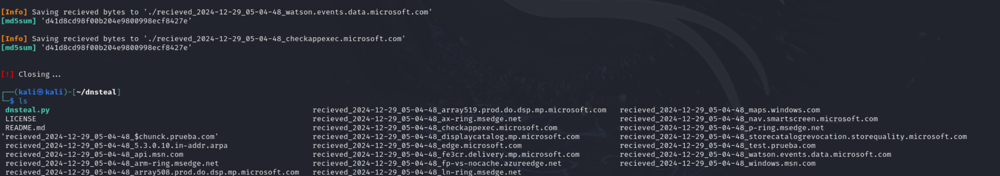 [Info] Saving recieved bytes to './recieved_2024-12-29_05-04-48_watson.events.data.microsoft.com'
[md5sum] 'd41d8cd98f00b204e9800998ecf8427e'
[Info] Saving recieved bytes to './recieved_2024-12-29_05-04-48_checkappexec.microsoft.com'
[md5sum] 'd41d8cd98f00b204e9800998ecf8427e'
[!] Closing ...
┌──(kali㉿kali)-[~/dnsteal]
└─$ ls
dnsteal.py recieved_2024-12-29_05-04-48_array519.prod.do.dsp.mp.microsoft.com recieved_2024-12-29_05-04-48_maps.windows.com
LICENSE recieved_2024-12-29_05-04-48_ax-ring.msedge.net recieved_2024-12-29_05-04-48_nav.smartscreen.microsoft.com
README.md recieved_2024-12-29_05-04-48_checkappexec.microsoft.com recieved_2024-12-29_05-04-48_p-ring.msedge.net
'recieved_2024-12-29_05-04-48_$chunck.prueba.com' recieved_2024-12-29_05-04-48_displaycatalog.mp.microsoft.com recieved_2024-12-29_05-04-48_storecatalogrevocation.storequality.microsoft.com
recieved_2024-12-29_05-04-48_5.3.0.10.in-addr.arpa recieved_2024-12-29_05-04-48_edge.microsoft.com recieved_2024-12-29_05-04-48_test.prueba.com
recieved_2024-12-29_05-04-48_api.msn.com recieved_2024-12-29_05-04-48_fe3cr.delivery.mp.microsoft.com recieved_2024-12-29_05-04-48_watson.events.data.microsoft.com
recieved_2024-12-29_05-04-48_arm-ring.msedge.net recieved_2024-12-29_05-04-48_fp-vs-nocache.azureedge.net recieved_2024-12-29_05-04-48_windows.msn.com
recieved_2024-12-29_05-04-48_array508.prod.do.dsp.mp.microsoft.com recieved_2024-12-29_05-04-48_ln-ring.msedge.net